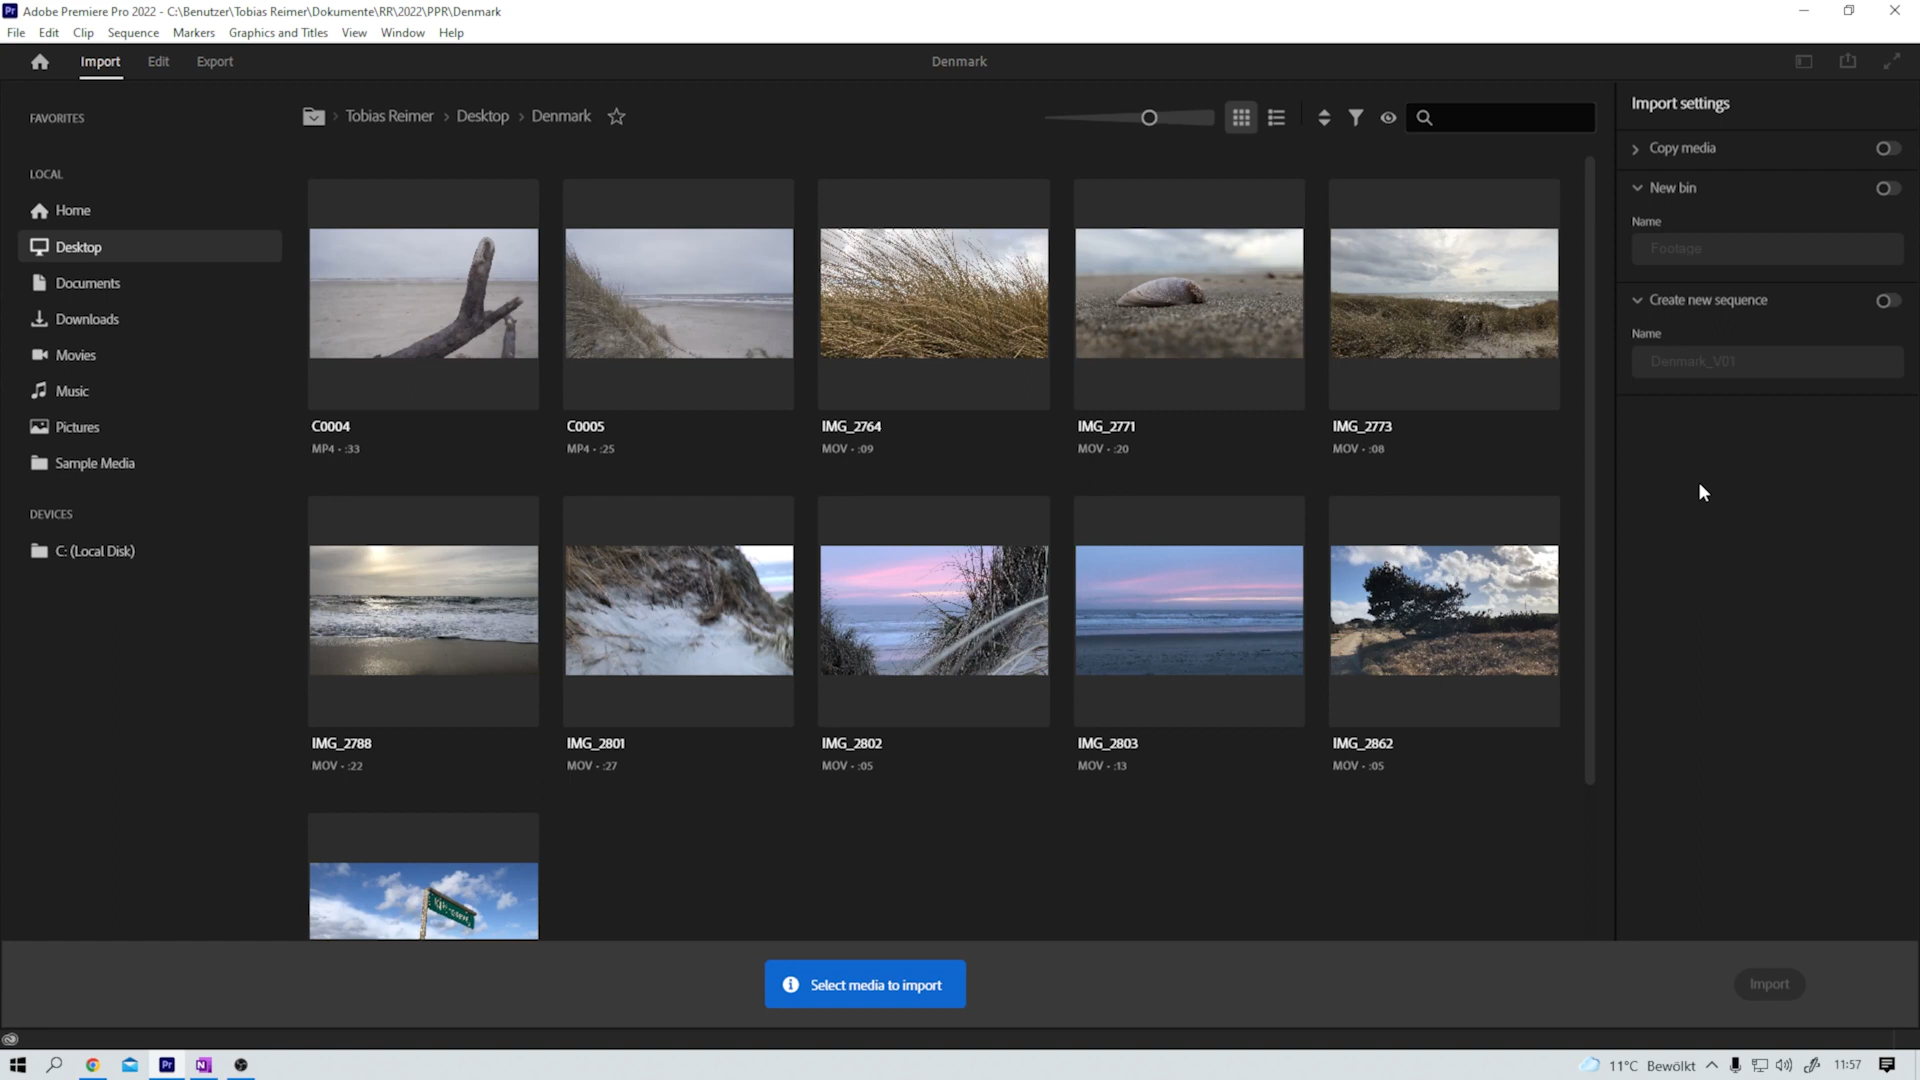 Adobe Premiere Pro 2022 - C:\Benutzer\Tobias Reimer\Dokumente\RR\2022\PPR\Denmark
File Edit Clip Sequence Markers Graphics and Titles View Window Help
Import Edit Export
Denmark
FAVORITES
LOCAL
Home
Desktop
Documents
Downloads
Movies
Music
Pictures
Sample Media
DEVICES
C: (Local Disk)
Tobias Reimer > Desktop > Denmark
C0004
MP4 - :33
C0005
MP4 - :25
IMG_2764
MOV - :09
IMG_2771
MOV - :20
IMG_2773
MOV - :08
IMG_2788
MOV - :22
IMG_2801
MOV - :27
IMG_2802
MOV - :05
IMG_2803
MOV - :13
IMG_2862
MOV - :05
Import settings
Copy media
New bin
Name
Footage
Create new sequence
Name
Denmark_V01
Select media to import
Import
11°C Bewölkt
11:57